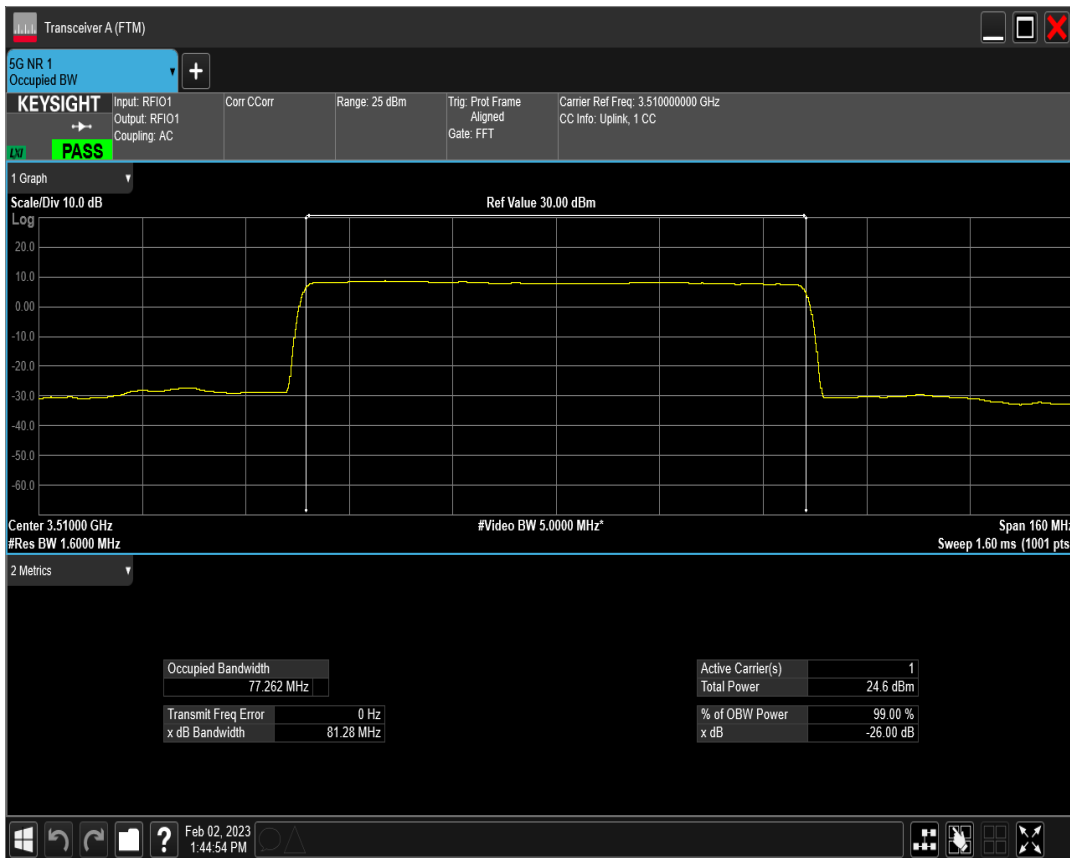 Transceiver A (FTM)
5G NR 1
Occupied BW
+
KEYSIGHT
LXI
PASS
Input: RFIO1
Output: RFIO1
Coupling: AC
Corr CCorr
Range: 25 dBm
Trig: Prot Frame
Aligned
Gate: FFT
Carrier Ref Freq: 3.510000000 GHz
CC Info: Uplink, 1 CC
1 Graph
Scale/Div 10.0 dB
Ref Value 30.00 dBm
Log
20.0
10.0
0.00
-10.0
-20.0
-30.0
-40.0
-50.0
-60.0
Center 3.51000 GHz
#Video BW 5.0000 MHz*
Span 160 MHz
#Res BW 1.6000 MHz
Sweep 1.60 ms (1001 pts
2 Metrics
Occupied Bandwidth
77.262 MHz
Transmit Freq Error 0 Hz
x dB Bandwidth 81.28 MHz
Active Carrier(s) 1
Total Power 24.6 dBm
% of OBW Power 99.00 %
x dB -26.00 dB
?
Feb 02, 2023
1:44:54 PM